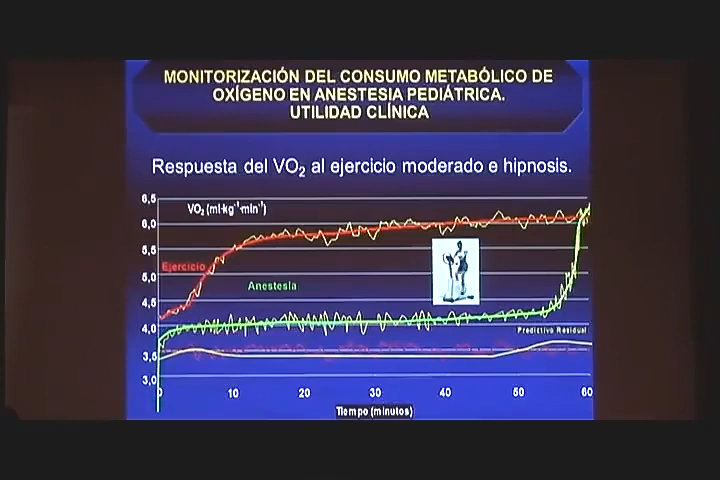 MONITORIZACIÓN DEL CONSUMO METABÓLICO DE
OXÍGENO EN ANESTESIA PEDIÁTRICA.
UTILIDAD CLÍNICA
Respuesta del VO₂ al ejercicio moderado e hipnosis.
6,5
VO₂ (ml·kg⁻¹·min⁻¹)
6,0
5,5
Ejercicio
5,0
Anestesia
4,5
4,0
Predictivo Residual
3,5
3,0
0 10 20 30 40 50 60
Tiempo (minutos)